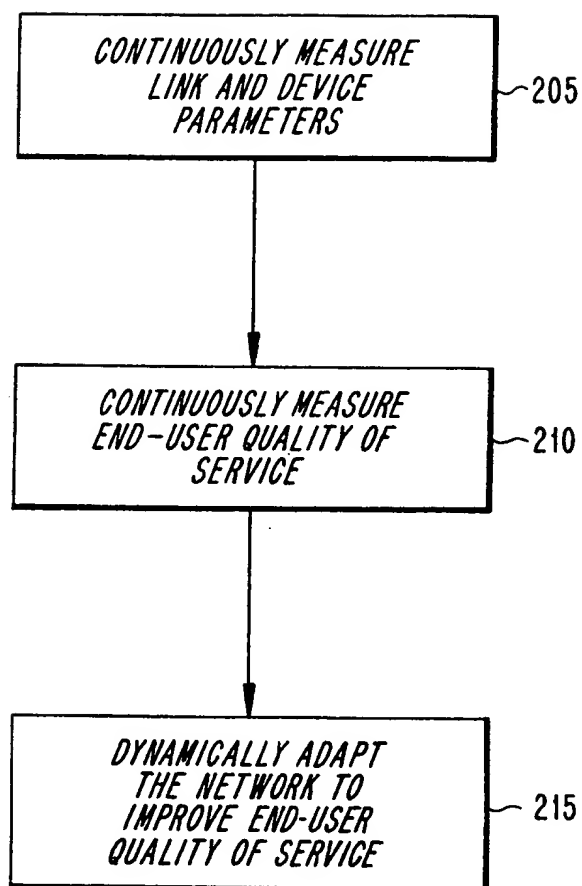 CONTINUOUSLY MEASURE
LINK AND DEVICE
PARAMETERS
205
CONTINUOUSLY MEASURE
END-USER QUALITY OF
SERVICE
210
DYNAMICALLY ADAPT
THE NETWORK TO
IMPROVE END-USER
QUALITY OF SERVICE
215